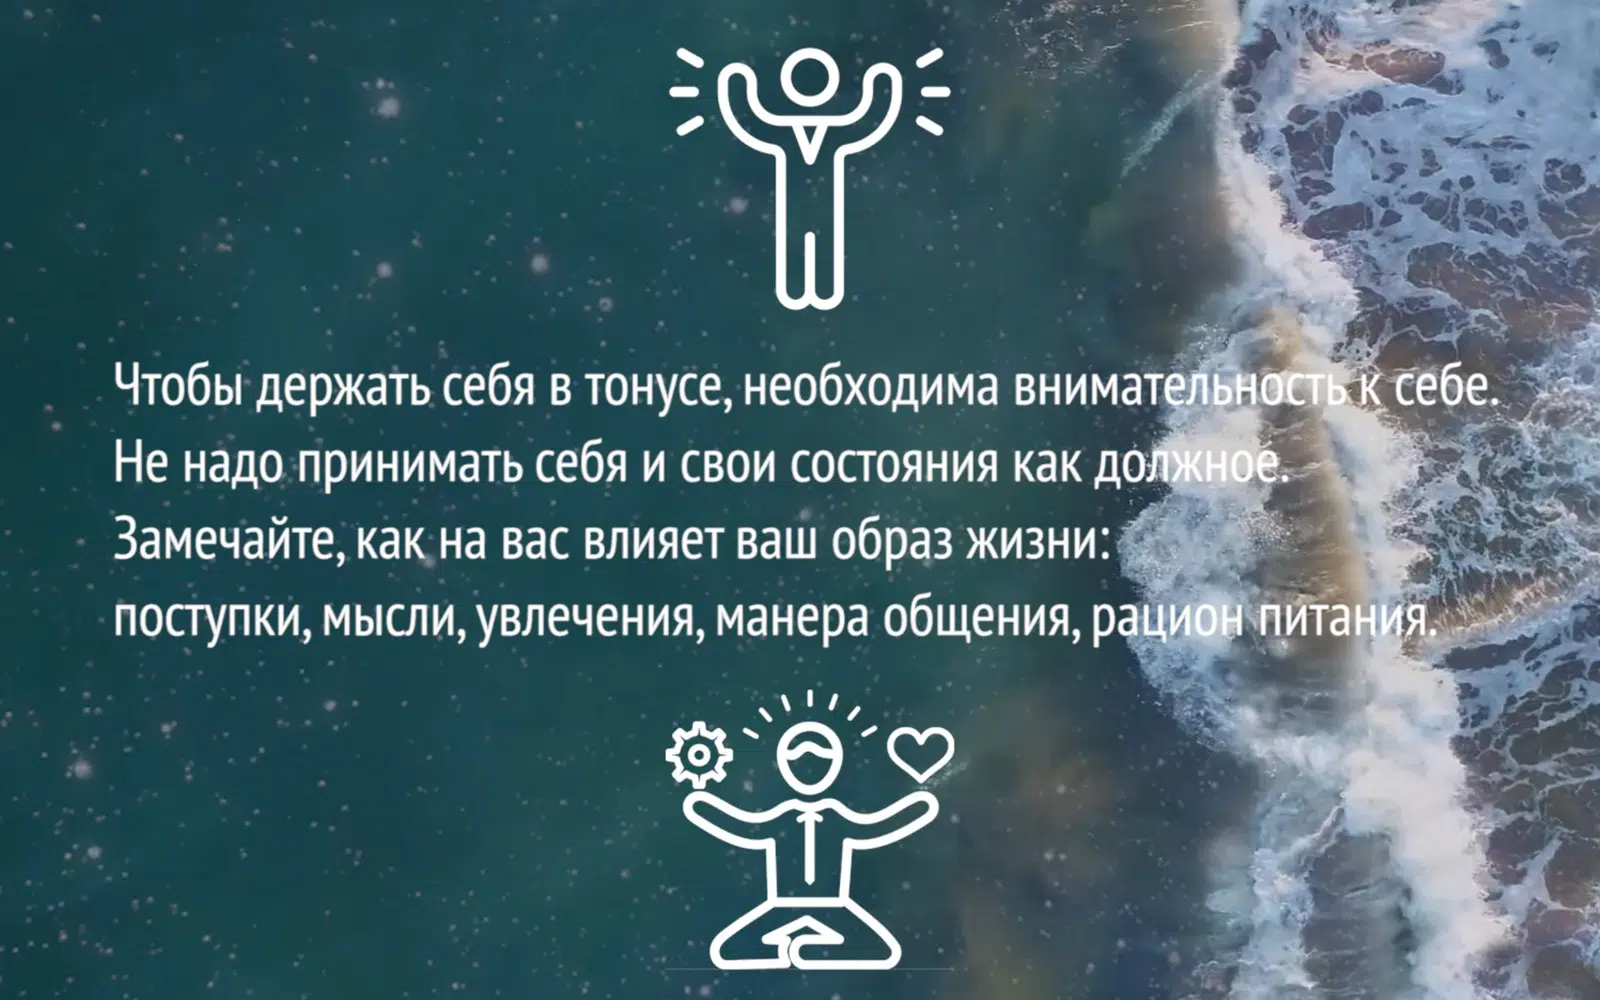 Чтобы держать себя в тонусе, необходима внимательность к себе.
Не надо принимать себя и свои состояния как должное.
Замечайте, как на вас влияет ваш образ жизни:
поступки, мысли, увлечения, манера общения, рацион питания.